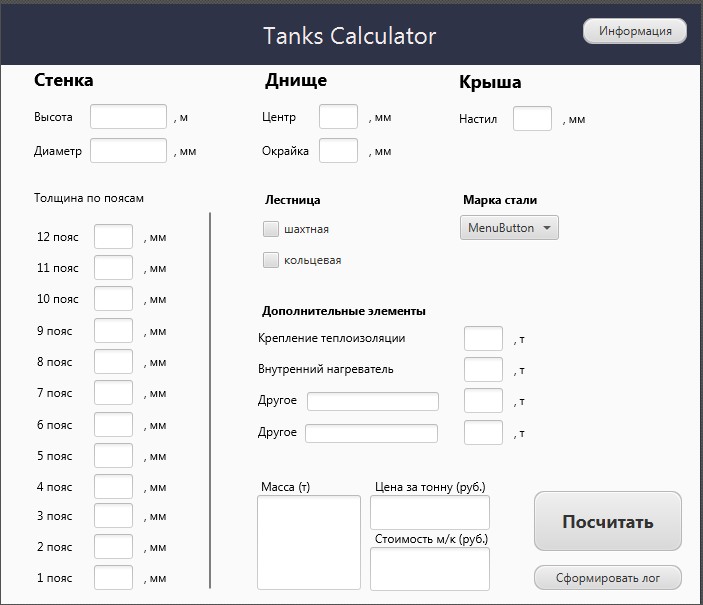 Tanks Calculator
Информация
Стенка
Высота , м
Диаметр , мм
Толщина по поясам
12 пояс , мм
11 пояс , мм
10 пояс , мм
9 пояс , мм
8 пояс , мм
7 пояс , мм
6 пояс , мм
5 пояс , мм
4 пояс , мм
3 пояс , мм
2 пояс , мм
1 пояс , мм
Днище
Центр , мм
Окрайка , мм
Крыша
Настил , мм
Лестница
шахтная
кольцевая
Марка стали
MenuButton
Дополнительные элементы
Крепление теплоизоляции , т
Внутренний нагреватель , т
Другое , т
Другое , т
Масса (т)
Цена за тонну (руб.)
Стоимость м/к (руб.)
Посчитать
Сформировать лог